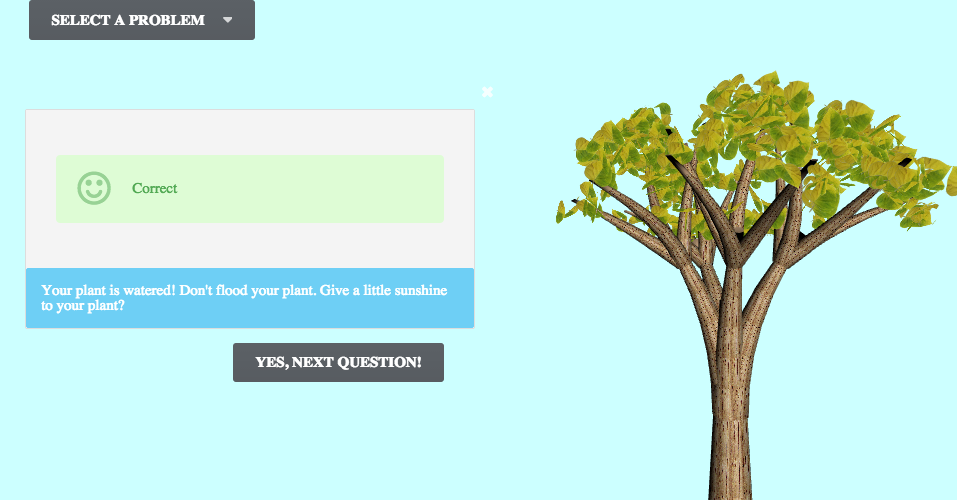 SELECT A PROBLEM
Correct
Your plant is watered! Don't flood your plant. Give a little sunshine
to your plant?
YES, NEXT QUESTION!